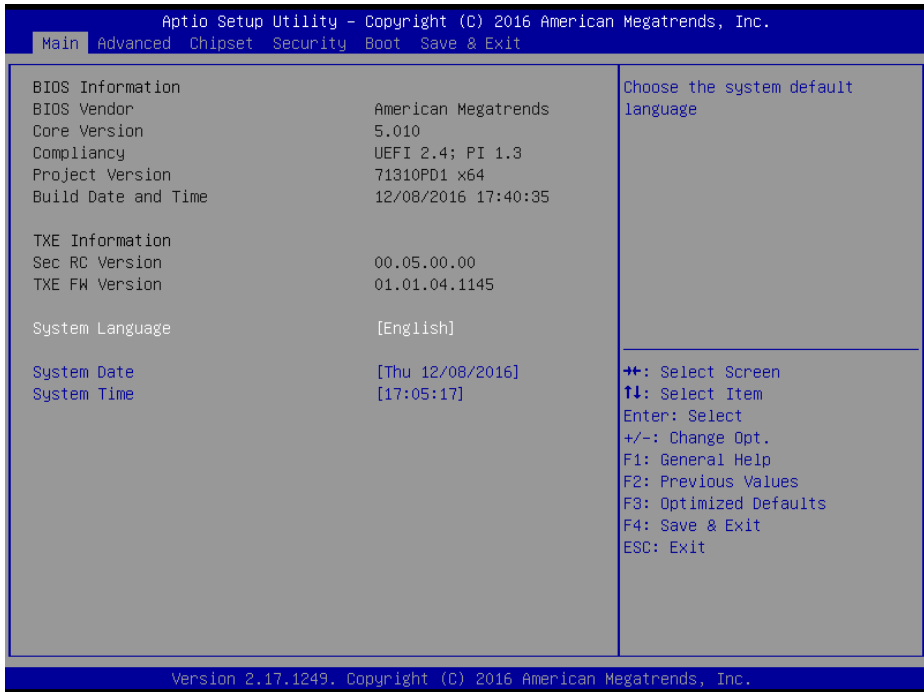 Aptio Setup Utility – Copyright (C) 2016 American Megatrends, Inc.
Main Advanced Chipset Security Boot Save & Exit
BIOS Information
BIOS Vendor American Megatrends
Core Version 5.010
Compliancy UEFI 2.4; PI 1.3
Project Version 71310PD1 x64
Build Date and Time 12/08/2016 17:40:35
TXE Information
Sec RC Version 00.05.00.00
TXE FW Version 01.01.04.1145
System Language [English]
System Date [Thu 12/08/2016]
System Time [17:05:17]
Choose the system default
language
→←: Select Screen
↑↓: Select Item
Enter: Select
+/-: Change Opt.
F1: General Help
F2: Previous Values
F3: Optimized Defaults
F4: Save & Exit
ESC: Exit
Version 2.17.1249. Copyright (C) 2016 American Megatrends, Inc.